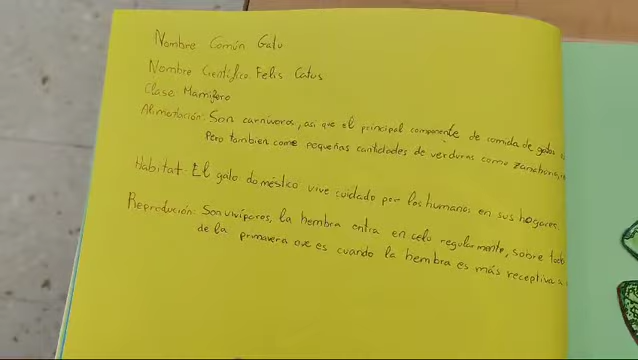 Nombre Común Gato
Nombre Científico Felis Catus
Clase: Mamífero
Alimentación: Son carnívoros, así que el principal componente de comida de gatos
Pero tambien come pequeñas cantidades de verduras como zanahorias,
Habitat: El gato doméstico vive cuidado por los humanos en sus hogares.
Reproducción: Son vivíparos, la hembra entra en celo regularmente, sobre todo
de la primavera que es cuando la hembra es más receptiva a